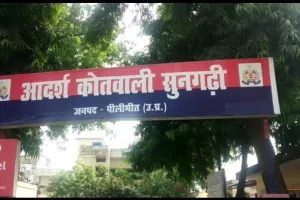 आदर्श कोतवाली सुनगढ़ी
जनपद - पीलीभीत (उ.प्र.)